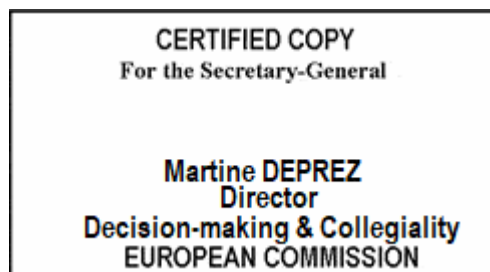 CERTIFIED COPY
For the Secretary-General
Martine DEPREZ
Director
Decision-making & Collegiality
EUROPEAN COMMISSION